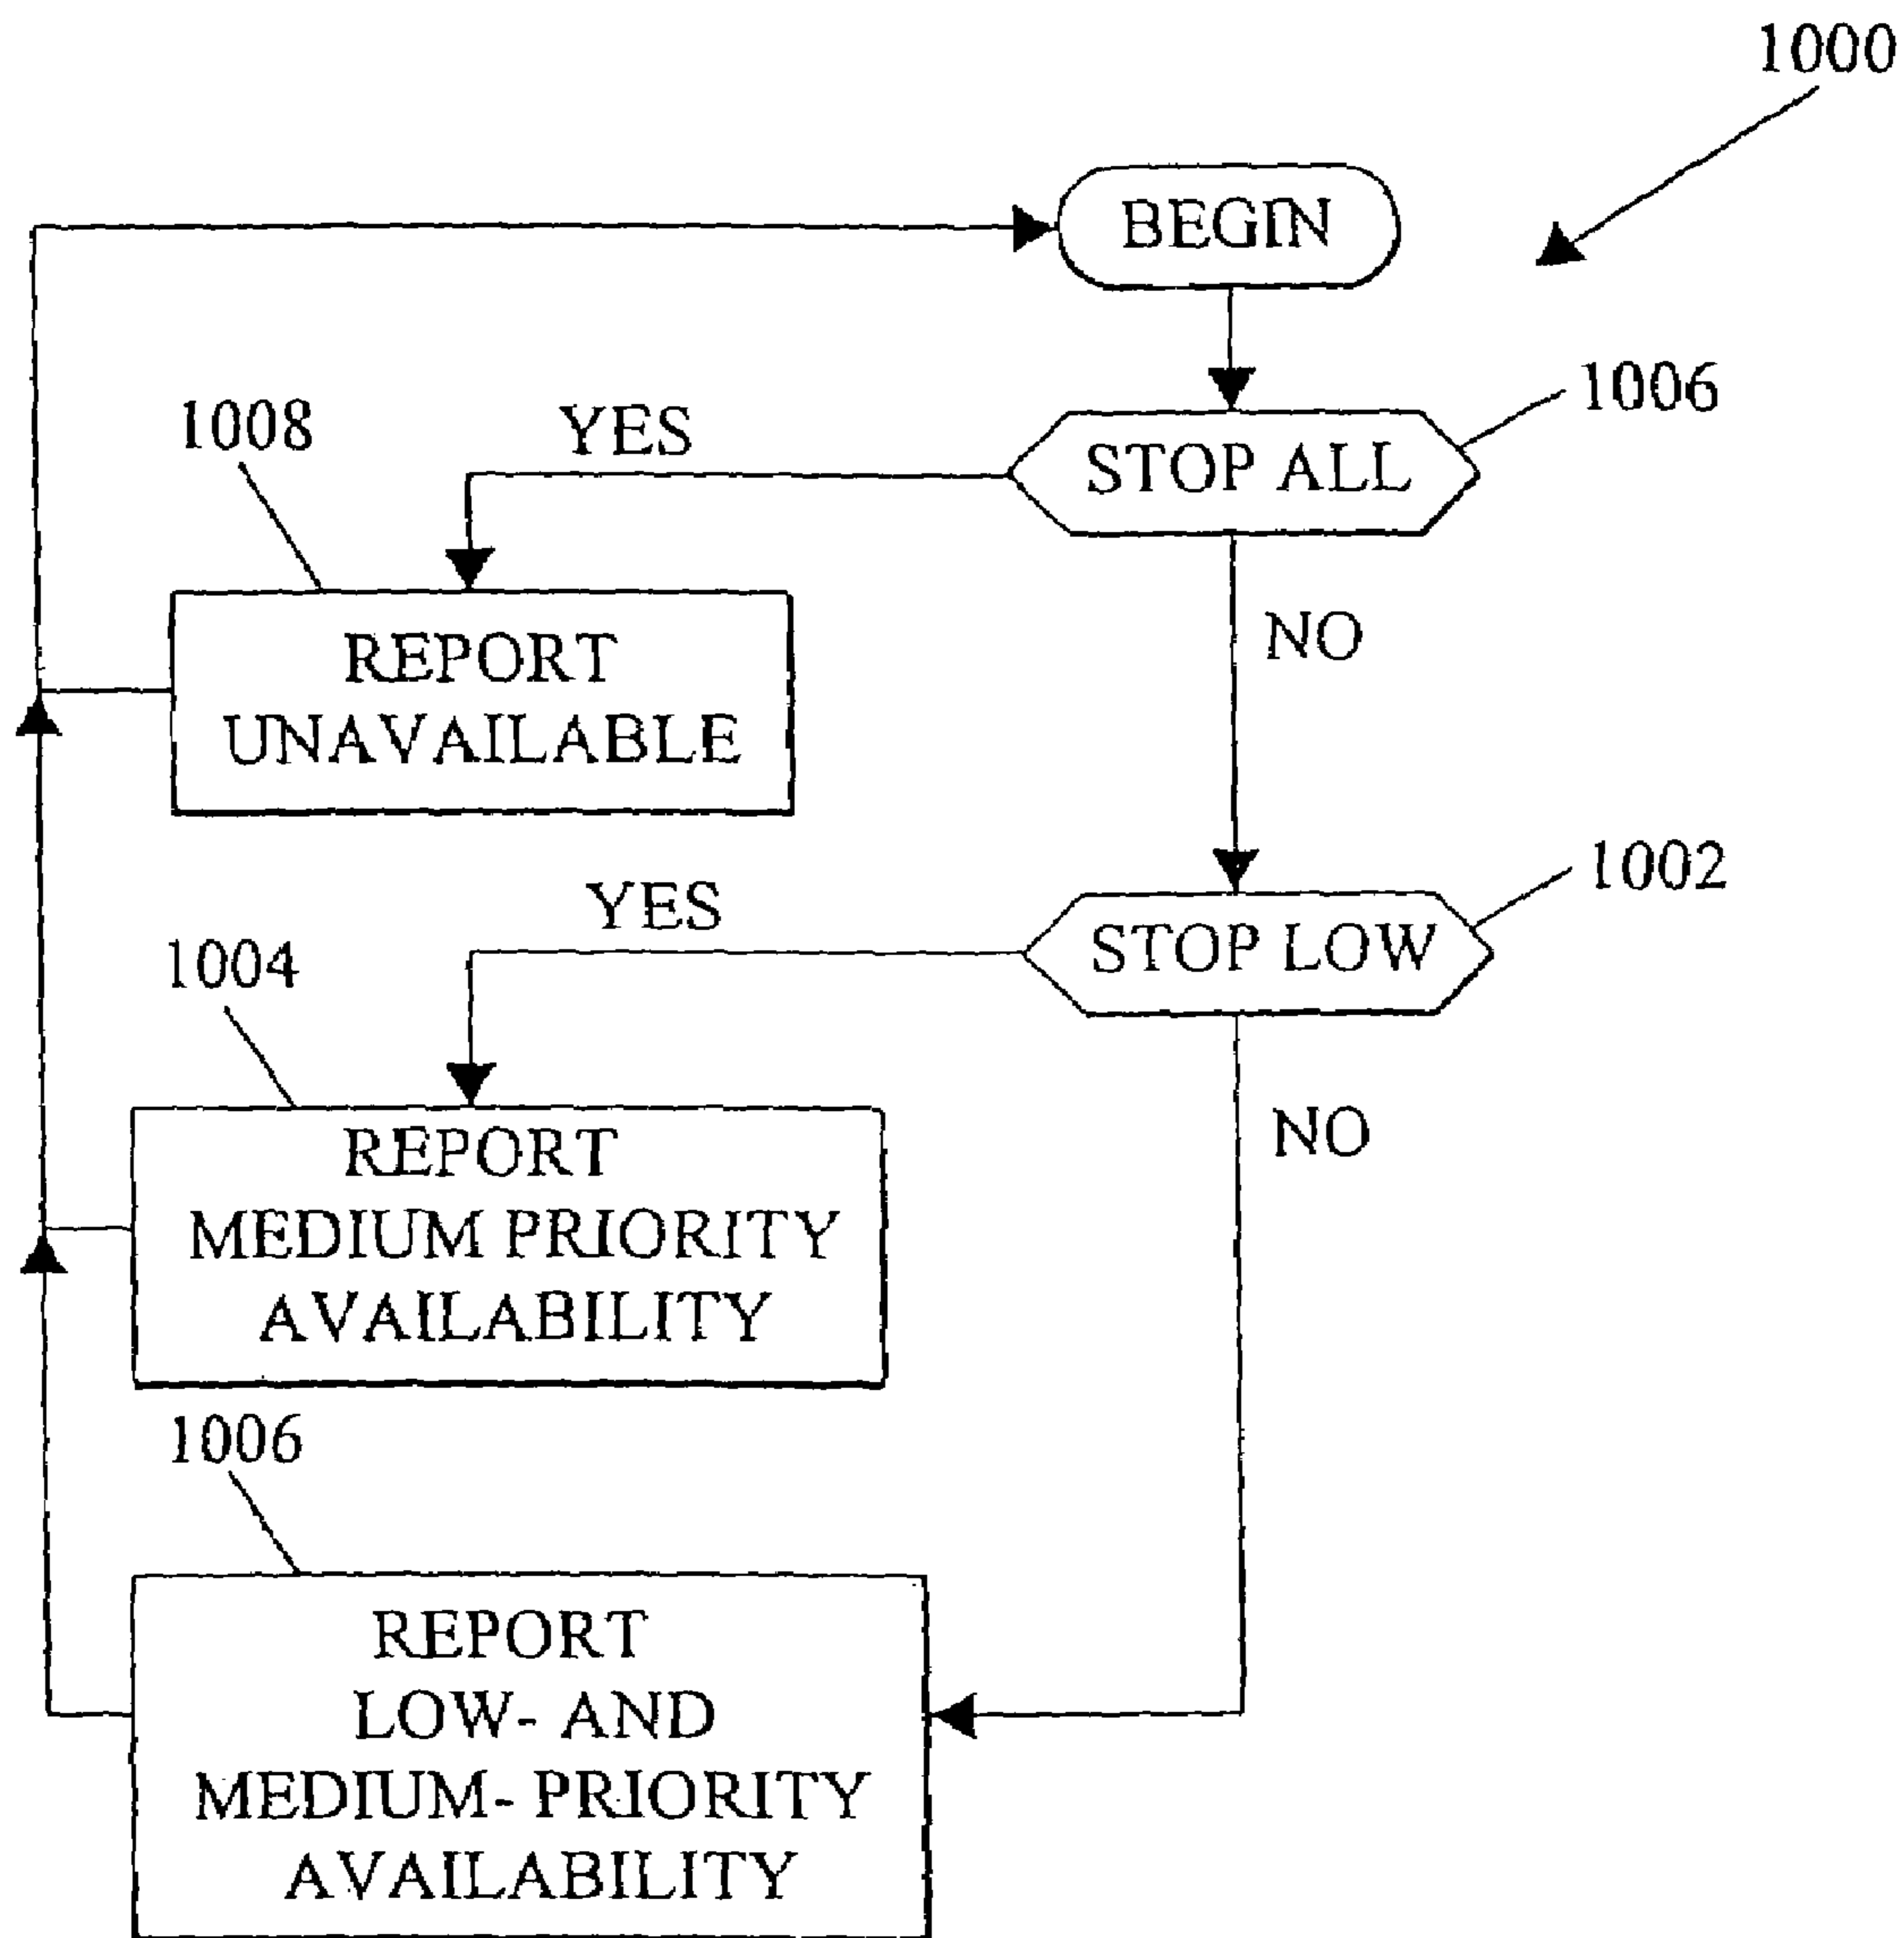 1000
BEGIN
1006
STOP ALL
YES
1008
NO
REPORT
UNAVAILABLE
1002
STOP LOW
YES
1004
NO
REPORT
MEDIUM PRIORITY
AVAILABILITY
1006
REPORT
LOW- AND
MEDIUM- PRIORITY
AVAILABILITY